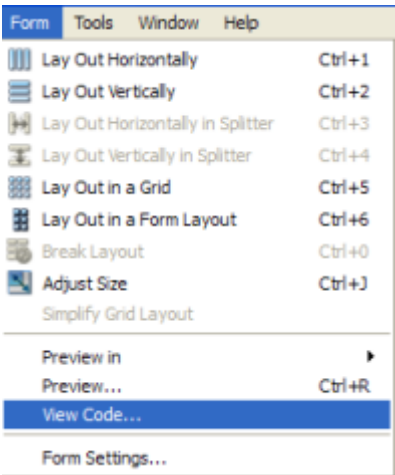 Form Tools Window Help
Lay Out Horizontally Ctrl+1
Lay Out Vertically Ctrl+2
Lay Out Horizontally in Splitter Ctrl+3
Lay Out Vertically in Splitter Ctrl+4
Lay Out in a Grid Ctrl+5
Lay Out in a Form Layout Ctrl+6
Break Layout Ctrl+0
Adjust Size Ctrl+J
Simplify Grid Layout
Preview in
Preview... Ctrl+R
View Code...
Form Settings...